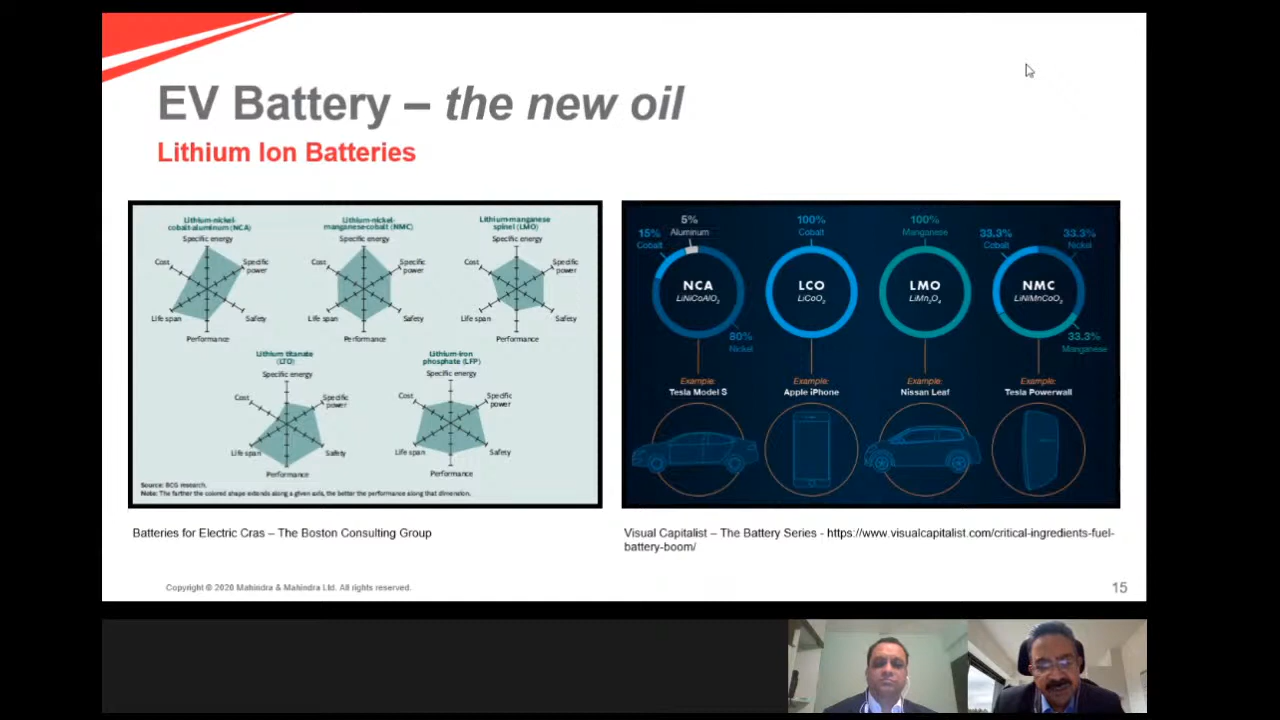 EV Battery – the new oil
Lithium Ion Batteries
Lithium-nickel-
cobalt-aluminum (NCA)
Specific energy
Cost
Specific
power
Life span
Safety
Performance
Lithium-nickel-
manganese-cobalt (NMC)
Specific energy
Cost
Specific
power
Life span
Safety
Performance
Lithium-manganese
spinel (LMO)
Specific energy
Cost
Specific
power
Life span
Safety
Performance
Lithium titanate
(LTO)
Specific energy
Cost
Specific
power
Life span
Safety
Performance
Lithium-iron
phosphate (LFP)
Specific energy
Cost
Specific
power
Life span
Safety
Performance
Source: BCG research.
Note: The further the colored shape extends along a given axis, the better the performance along that dimension.
5%
Aluminum
15%
Cobalt
NCA
LiNiCoAlO₂
80%
Nickel
Example:
Tesla Model S
100%
Cobalt
LCO
LiCoO₂
Example:
Apple iPhone
100%
Manganese
LMO
LiMn₂O₄
Example:
Nissan Leaf
33.3%
Cobalt
33.3%
Nickel
NMC
LiNiMnCoO₂
33.3%
Manganese
Example:
Tesla Powerwall
Batteries for Electric Cras – The Boston Consulting Group
Visual Capitalist – The Battery Series - https://www.visualcapitalist.com/critical-ingredients-fuel-
battery-boom/
Copyright © 2020 Mahindra & Mahindra Ltd. All rights reserved.
15